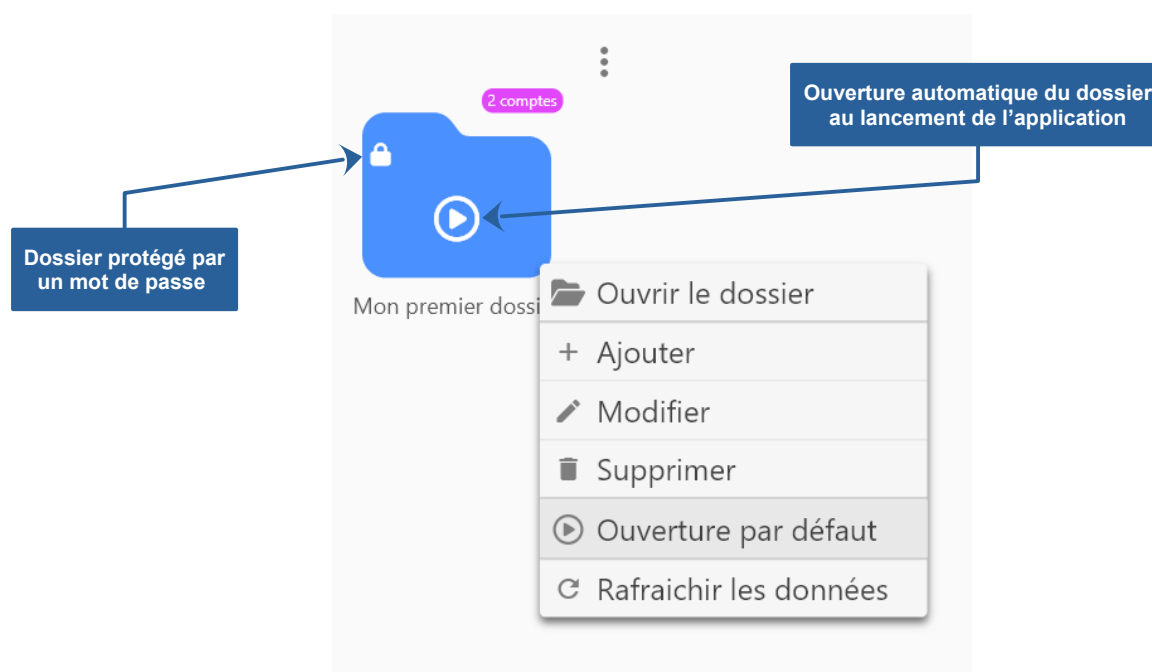 2 comptes
Ouverture automatique du dossier
au lancement de l’application
Dossier protégé par
un mot de passe
Mon premier dossi
Ouvrir le dossier
Ajouter
Modifier
Supprimer
Ouverture par défaut
Rafraichir les données